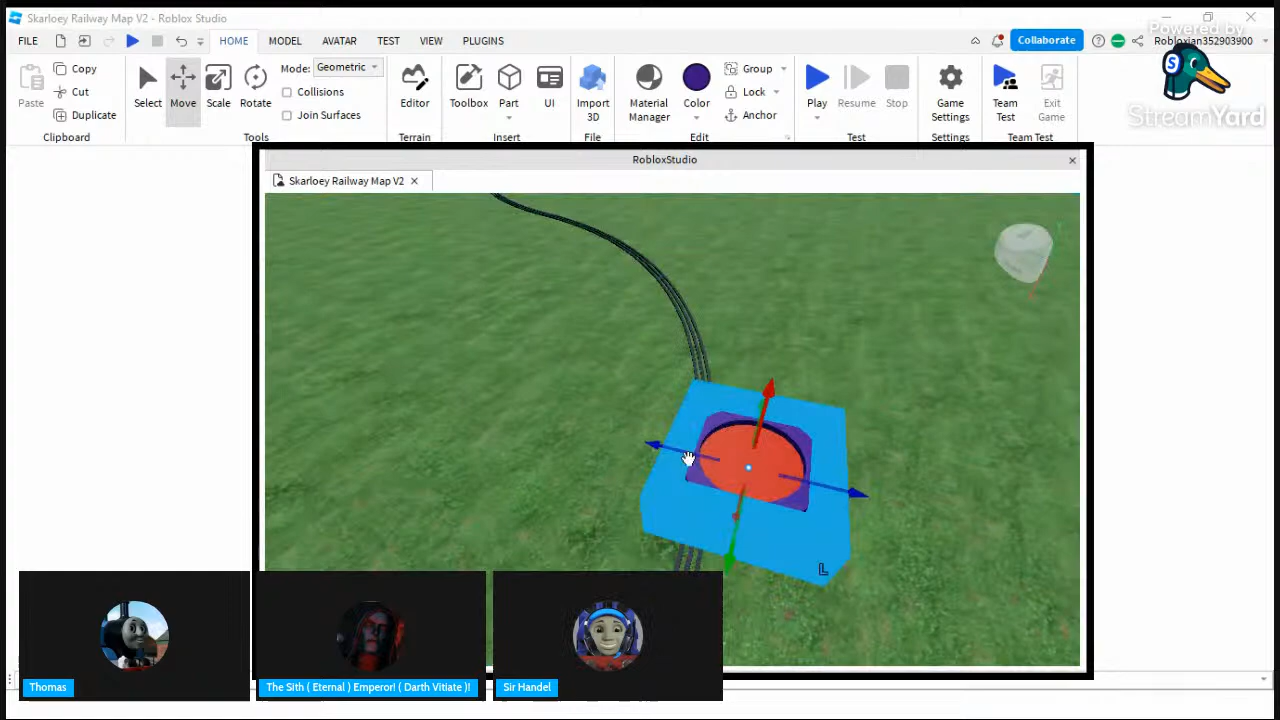 Skarloey Railway Map V2 - Roblox Studio
Powered by
StreamYard
FILE HOME MODEL AVATAR TEST VIEW PLUGINS Collaborate Robloxian352903900
Paste Copy Cut Duplicate
Select Move Scale Rotate Mode: Geometric Collisions Join Surfaces
Editor Toolbox Part UI Import 3D
Material Manager Color Group Lock Anchor
Play Resume Stop Game Settings Team Test Exit Game
Clipboard Tools Terrain Insert File Edit Test Settings Team Test
RobloxStudio
Skarloey Railway Map V2
L
Thomas
The Sith ( Eternal ) Emperor! ( Darth Vitiate )!
Sir Handel